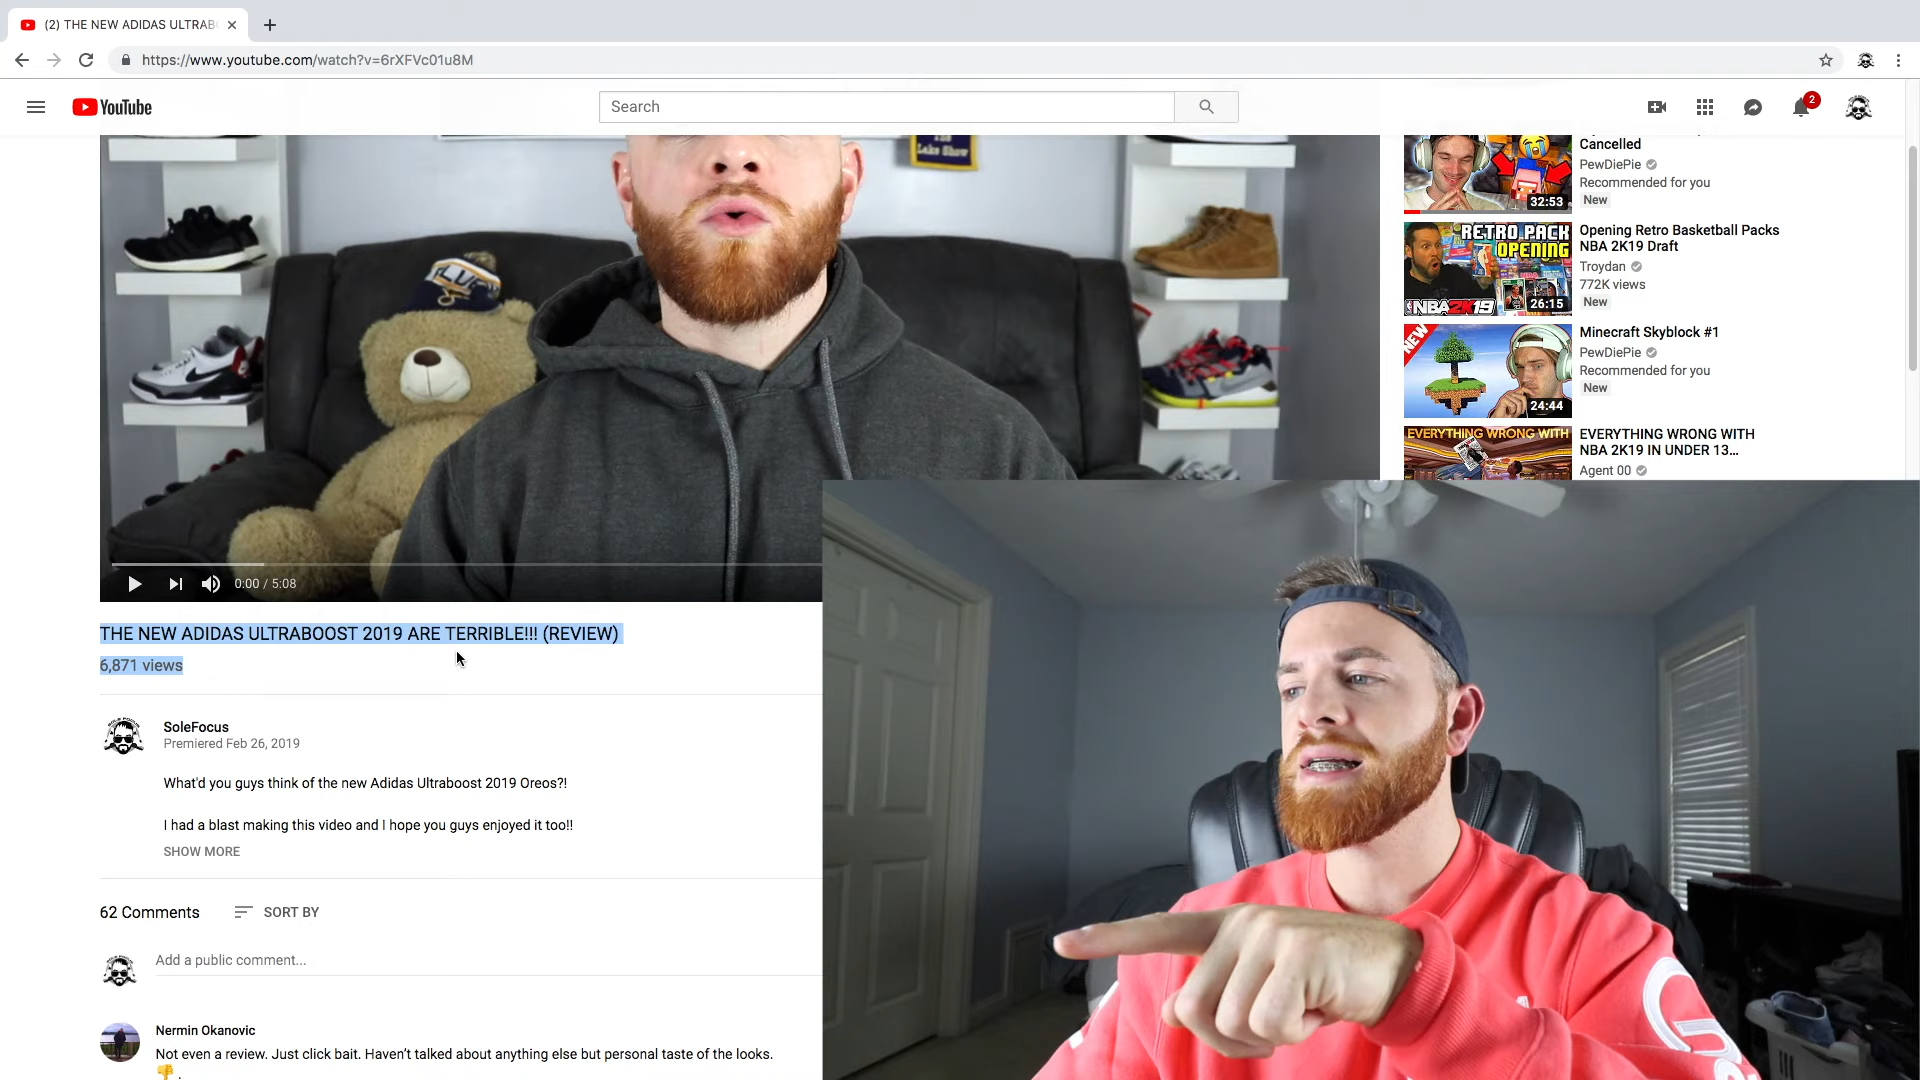 (2) THE NEW ADIDAS ULTRAB
https://www.youtube.com/watch?v=6rXFVc01u8M
YouTube
Search
2
Lake Show
Cancelled
PewDiePie
Recommended for you
New
32:53
Opening Retro Basketball Packs
NBA 2K19 Draft
Troydan
772K views
New
RETRO PACK
OPENING
NBA 2K19
26:15
Minecraft Skyblock #1
PewDiePie
Recommended for you
New
NEW
24:44
EVERYTHING WRONG WITH
EVERYTHING WRONG WITH
NBA 2K19 IN UNDER 13...
Agent 00
0:00 / 5:08
THE NEW ADIDAS ULTRABOOST 2019 ARE TERRIBLE!!! (REVIEW)
6,871 views
SoleFocus
Premiered Feb 26, 2019
What'd you guys think of the new Adidas Ultraboost 2019 Oreos?!
I had a blast making this video and I hope you guys enjoyed it too!!
SHOW MORE
62 Comments
SORT BY
Add a public comment...
Nermin Okanovic
Not even a review. Just click bait. Haven't talked about anything else but personal taste of the looks.
👎.